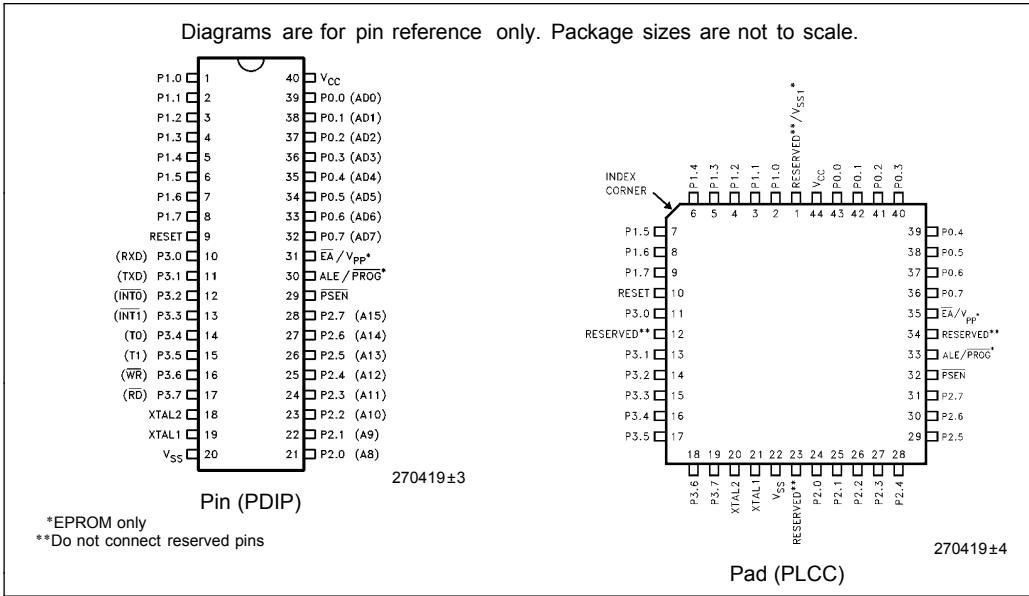 Diagrams are for pin reference only. Package sizes are not to scale.
P1.0 1 40 VCC
P1.1 2 39 P0.0 (AD0)
P1.2 3 38 P0.1 (AD1)
P1.3 4 37 P0.2 (AD2)
P1.4 5 36 P0.3 (AD3)
P1.5 6 35 P0.4 (AD4)
P1.6 7 34 P0.5 (AD5)
P1.7 8 33 P0.6 (AD6)
RESET 9 32 P0.7 (AD7)
(RXD) P3.0 10 31 EA/VPP*
(TXD) P3.1 11 30 ALE/PROG*
(INT0) P3.2 12 29 PSEN
(INT1) P3.3 13 28 P2.7 (A15)
(T0) P3.4 14 27 P2.6 (A14)
(T1) P3.5 15 26 P2.5 (A13)
(WR) P3.6 16 25 P2.4 (A12)
(RD) P3.7 17 24 P2.3 (A11)
XTAL2 18 23 P2.2 (A10)
XTAL1 19 22 P2.1 (A9)
VSS 20 21 P2.0 (A8)
270419±3
Pin (PDIP)
*EPROM only
**Do not connect reserved pins
INDEX
CORNER
P1.4 P1.3 P1.2 P1.1 P1.0 RESERVED**/VSS1* VCC P0.0 P0.1 P0.2 P0.3
6 5 4 3 2 1 44 43 42 41 40
P1.5 7 39 P0.4
P1.6 8 38 P0.5
P1.7 9 37 P0.6
RESET 10 36 P0.7
P3.0 11 35 EA/VPP*
RESERVED** 12 34 RESERVED**
P3.1 13 33 ALE/PROG*
P3.2 14 32 PSEN
P3.3 15 31 P2.7
P3.4 16 30 P2.6
P3.5 17 29 P2.5
18 19 20 21 22 23 24 25 26 27 28
P3.6 P3.7 XTAL2 XTAL1 VSS RESERVED** P2.0 P2.1 P2.2 P2.3 P2.4
270419±4
Pad (PLCC)